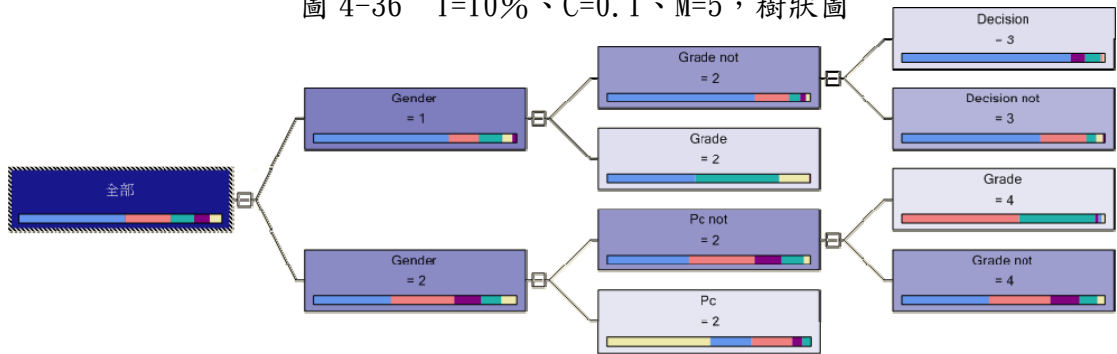 圖 4-36 T=10%、C=0.1、M=5，樹狀圖
全部
Gender
= 1
Gender
= 2
Grade not
= 2
Grade
= 2
Pc not
= 2
Pc
= 2
Decision
= 3
Decision not
= 3
Grade
= 4
Grade not
= 4